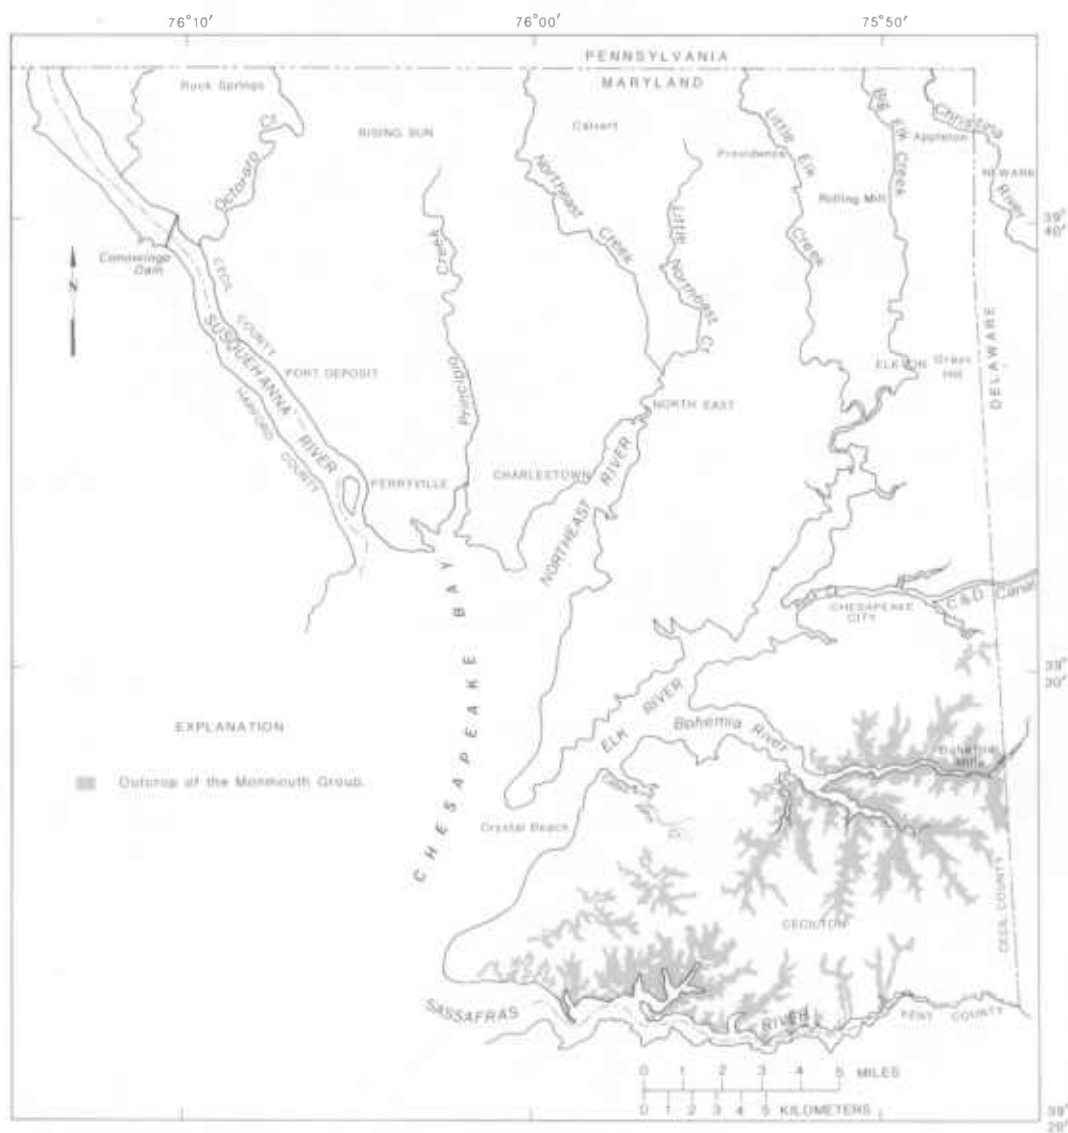 76°10′
76°00′
75°50′
PENNSYLVANIA
MARYLAND
Rock Springs
Octoraro Cr.
RISING SUN
Calvert
Northeast Creek
Little Northeast Cr
Providence
Little Elk Creek
Big Elk Creek
Rolling Mill
Appleton
Christina River
NEWARK
39°
40′
Conowingo
Dam
N
CECIL COUNTY
SUSQUEHANNA RIVER
HARFORD COUNTY
PORT DEPOSIT
Principio Creek
ELKTON
Grays
Hill
DELAWARE
NORTH EAST
PERRYVILLE
CHARLESTOWN
NORTHEAST RIVER
CHESAPEAKE BAY
CHESAPEAKE
CITY
C&D Canal
39°
30′
ELK RIVER
Bohemia River
Bohemia
Mills
EXPLANATION
Outcrop of the Monmouth Group.
Crystal Beach
CECILTON
CECIL COUNTY
SASSAFRAS RIVER
KENT COUNTY
0 1 2 3 4 5 MILES
0 1 2 3 4 5 KILOMETERS
39°
20′